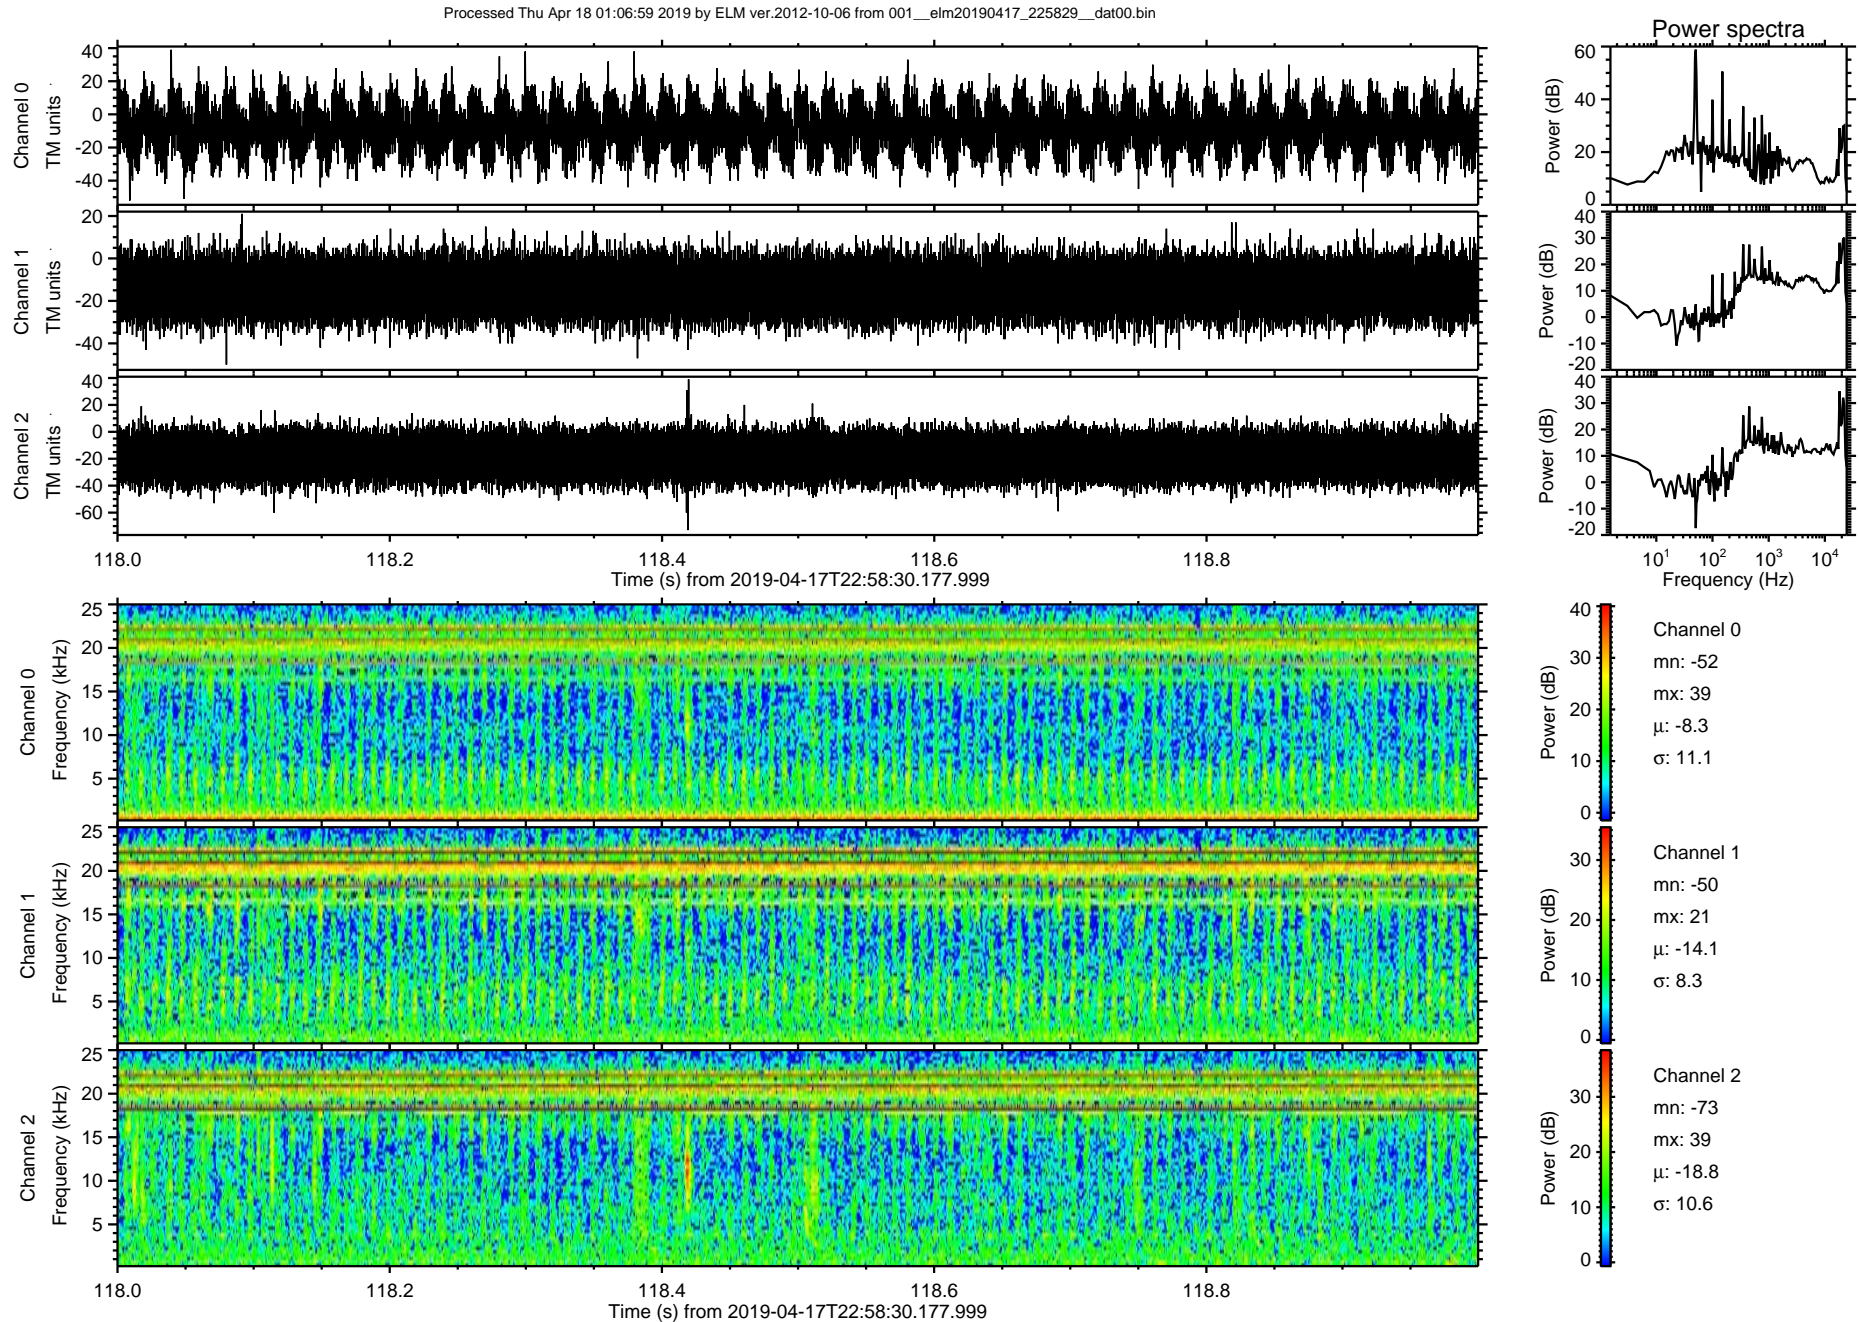 Processed Thu Apr 18 01:06:59 2019 by ELM ver.2012-10-06 from 001__elm20190417_225829__dat00.bin
Power spectra
Channel 0
TM units
40
20
0
-20
-40
Power (dB)
60
40
20
0
Channel 1
TM units
20
0
-20
-40
Power (dB)
40
30
20
10
0
-10
-20
Channel 2
TM units
40
20
0
-20
-40
-60
Power (dB)
40
30
20
10
0
-10
-20
118.0 118.2 118.4 118.6 118.8
Time (s) from 2019-04-17T22:58:30.177.999
10¹ 10² 10³ 10⁴
Frequency (Hz)
Channel 0
Frequency (kHz)
25
20
15
10
5
Power (dB)
40
30
20
10
0
Channel 0
mn: -52
mx: 39
μ: -8.3
σ: 11.1
Channel 1
Frequency (kHz)
25
20
15
10
5
Power (dB)
30
20
10
0
Channel 1
mn: -50
mx: 21
μ: -14.1
σ: 8.3
Channel 2
Frequency (kHz)
25
20
15
10
5
Power (dB)
30
20
10
0
Channel 2
mn: -73
mx: 39
μ: -18.8
σ: 10.6
118.0 118.2 118.4 118.6 118.8
Time (s) from 2019-04-17T22:58:30.177.999